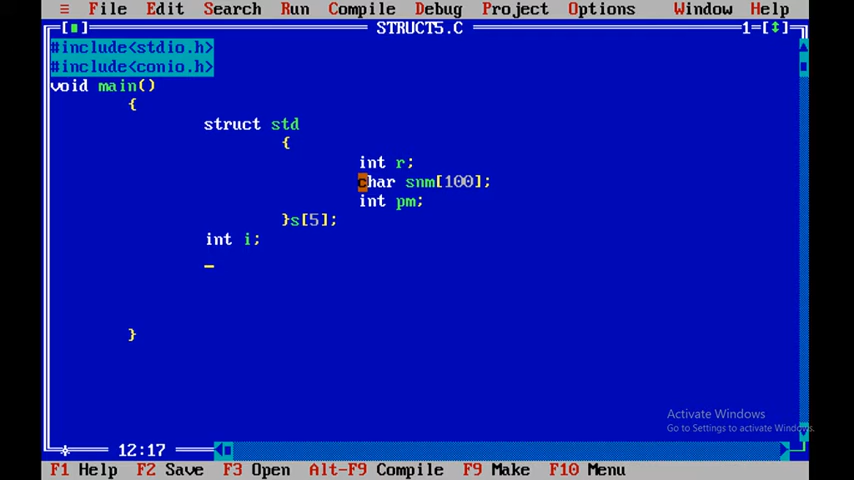 ≡ File Edit Search Run Compile Debug Project Options Window Help
[■] STRUCT5.C 1=[↕]
#include<stdio.h>
#include<conio.h>
void main()
{
struct std
{
int r;
char snm[100];
int pm;
}s[5];
int i;
_
}
Activate Windows
Go to Settings to activate Windows.
12:17
F1 Help F2 Save F3 Open Alt-F9 Compile F9 Make F10 Menu